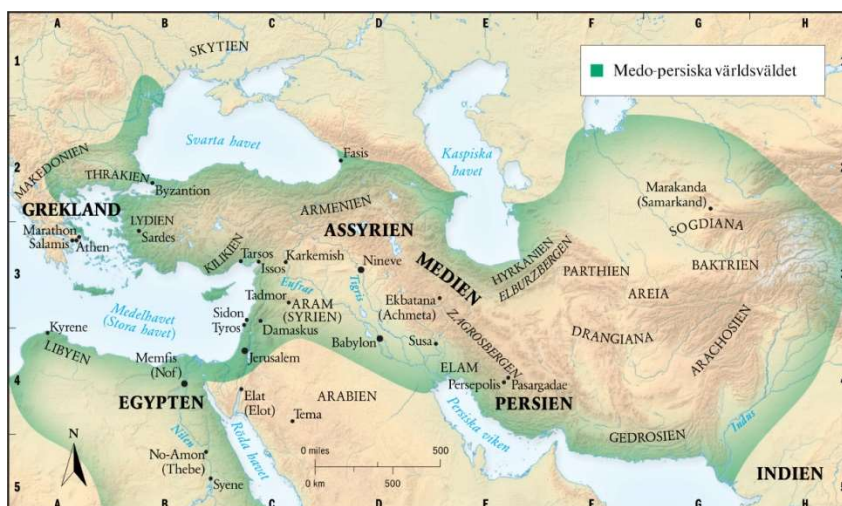 A B C D E F G H
1
SKYTIEN
Medo-persiska världsväldet
Svarta havet
Fasis
Kaspiska
havet
2
2
MAKEDONIEN
THRAKIEN
Byzantion
Marakanda
(Samarkand)
GREKLAND
LYDIEN
ARMENIEN
SOGDIANA
Marathon
Salamis
Athen
Sardes
ASSYRIEN
KILIKIEN
Tarsos
Issos
Karkemish
Nineve
MEDIEN
HYRKANIEN
ELBURZBERGEN
PARTHIEN
BAKTRIEN
3
3
Medelhavet
(Stora havet)
Tadmor
Eufrat
ARAM
(SYRIEN)
Tigris
Ekbatana
(Achmeta)
AREIA
Kyrene
Sidon
Tyros
Damaskus
ZAGROSBERGEN
DRANGIANA
ARACHOSIEN
LIBYEN
Memfis
(Nof)
Jerusalem
Babylon
Susa
ELAM
4
4
EGYPTEN
Elat
(Elot)
ARABIEN
Persepolis
Pasargadae
PERSIEN
Tema
Persiska viken
GEDROSIEN
Indus
N
Nilen
Röda havet
0 miles 500
No-Amon
(Thebe)
0 km 500
INDIEN
Syene
5
5
A B C D E F G H